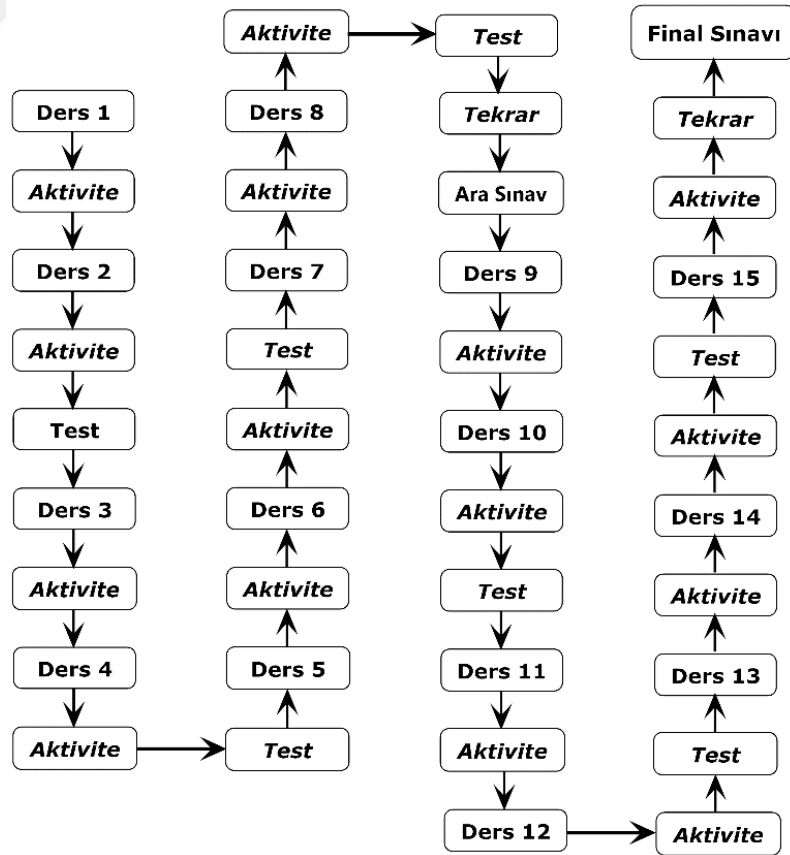 Ders 1
Aktivite
Ders 2
Aktivite
Test
Ders 3
Aktivite
Ders 4
Aktivite
Test
Ders 5
Aktivite
Ders 6
Aktivite
Test
Ders 7
Aktivite
Ders 8
Aktivite
Test
Tekrar
Ara Sınav
Ders 9
Aktivite
Ders 10
Aktivite
Test
Ders 11
Aktivite
Ders 12
Aktivite
Test
Ders 13
Aktivite
Ders 14
Aktivite
Test
Ders 15
Aktivite
Tekrar
Final Sınavı